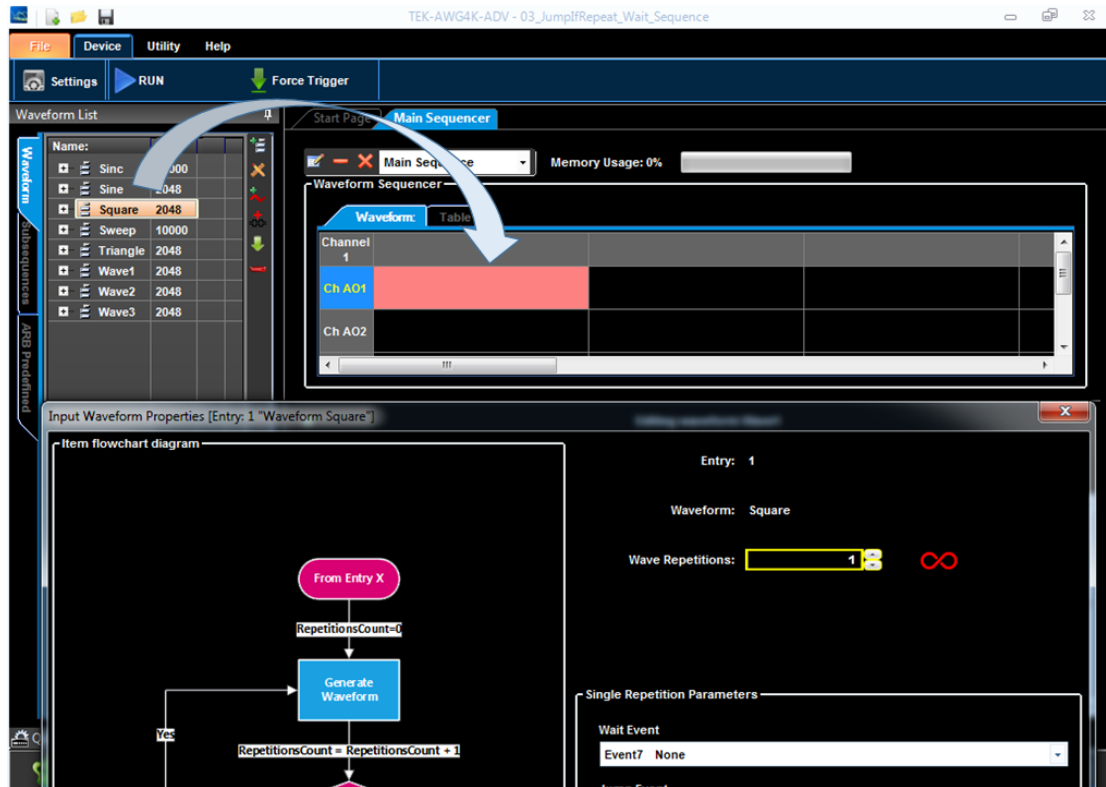 TEK-AWG4K-ADV - 03_JumpIfRepeat_Wait_Sequence
File Device Utility Help
Settings RUN Force Trigger
Waveform List
Start Page Main Sequencer
Waveform
Subsequences
ARB Predefined
Name:
Sinc
Sine 2048
Square 2048
Sweep 10000
Triangle 2048
Wave1 2048
Wave2 2048
Wave3 2048
Main Sequence
Memory Usage: 0%
Waveform Sequencer
Waveform: Table
Channel
1
Ch AO1
Ch AO2
Input Waveform Properties [Entry: 1 "Waveform Square"]
Item flowchart diagram
From Entry X
RepetitionsCount=0
Generate
Waveform
Yes
RepetitionsCount = RepetitionsCount + 1
Entry: 1
Waveform: Square
Wave Repetitions: 1
Single Repetition Parameters
Wait Event
Event7 None